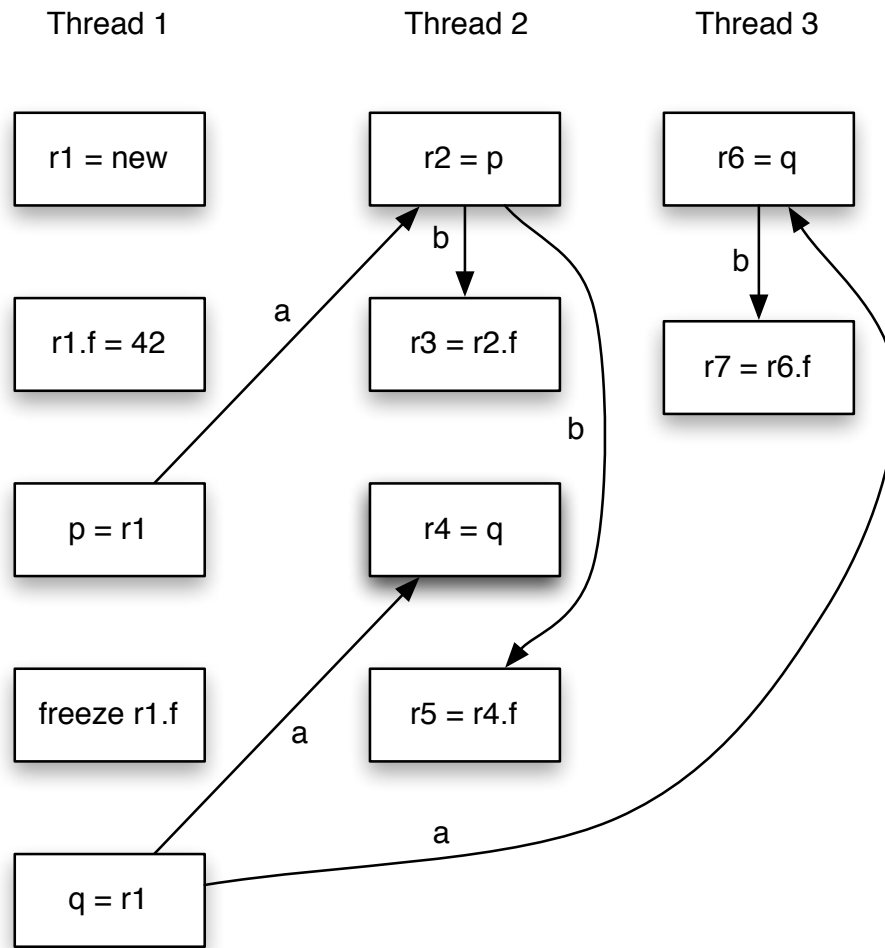 Thread 1
Thread 2
Thread 3
r1 = new
r2 = p
r6 = q
b
b
a
r1.f = 42
r3 = r2.f
r7 = r6.f
b
p = r1
r4 = q
freeze r1.f
r5 = r4.f
a
a
q = r1